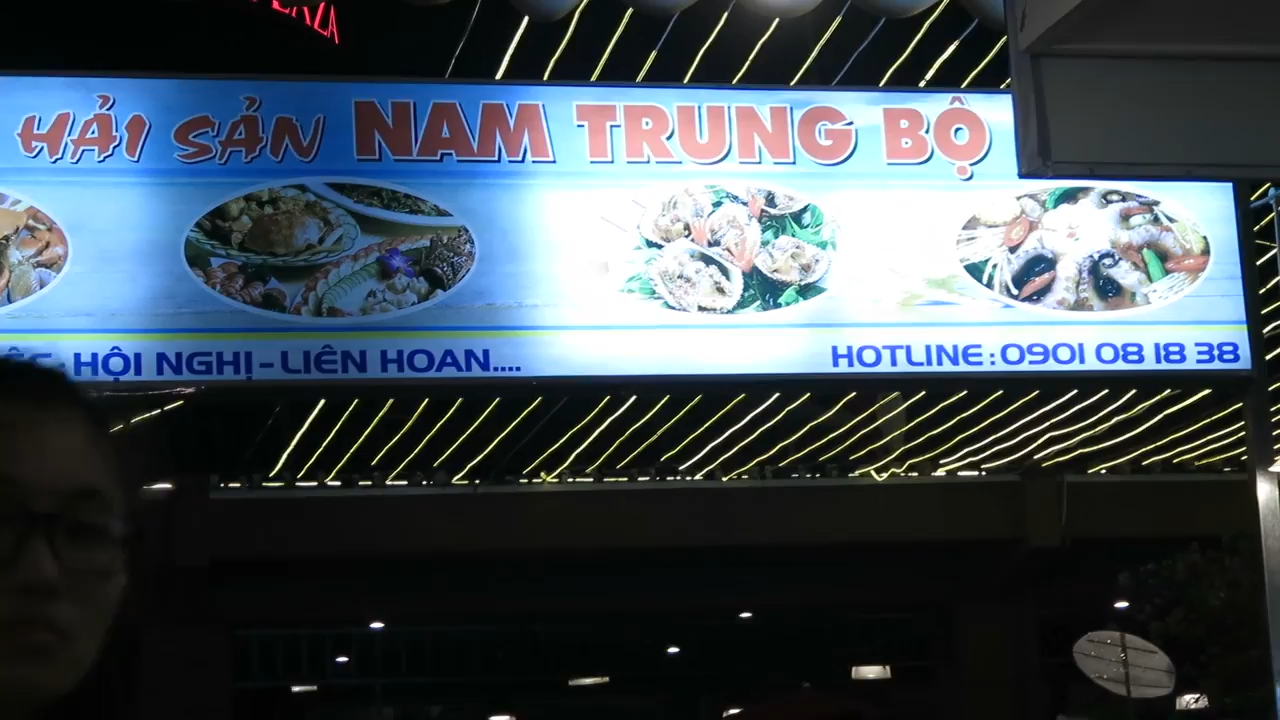 HẢI SẢN NAM TRUNG BỘ
HỘI NGHỊ - LIÊN HOAN....
HOTLINE : 0901 08 18 38